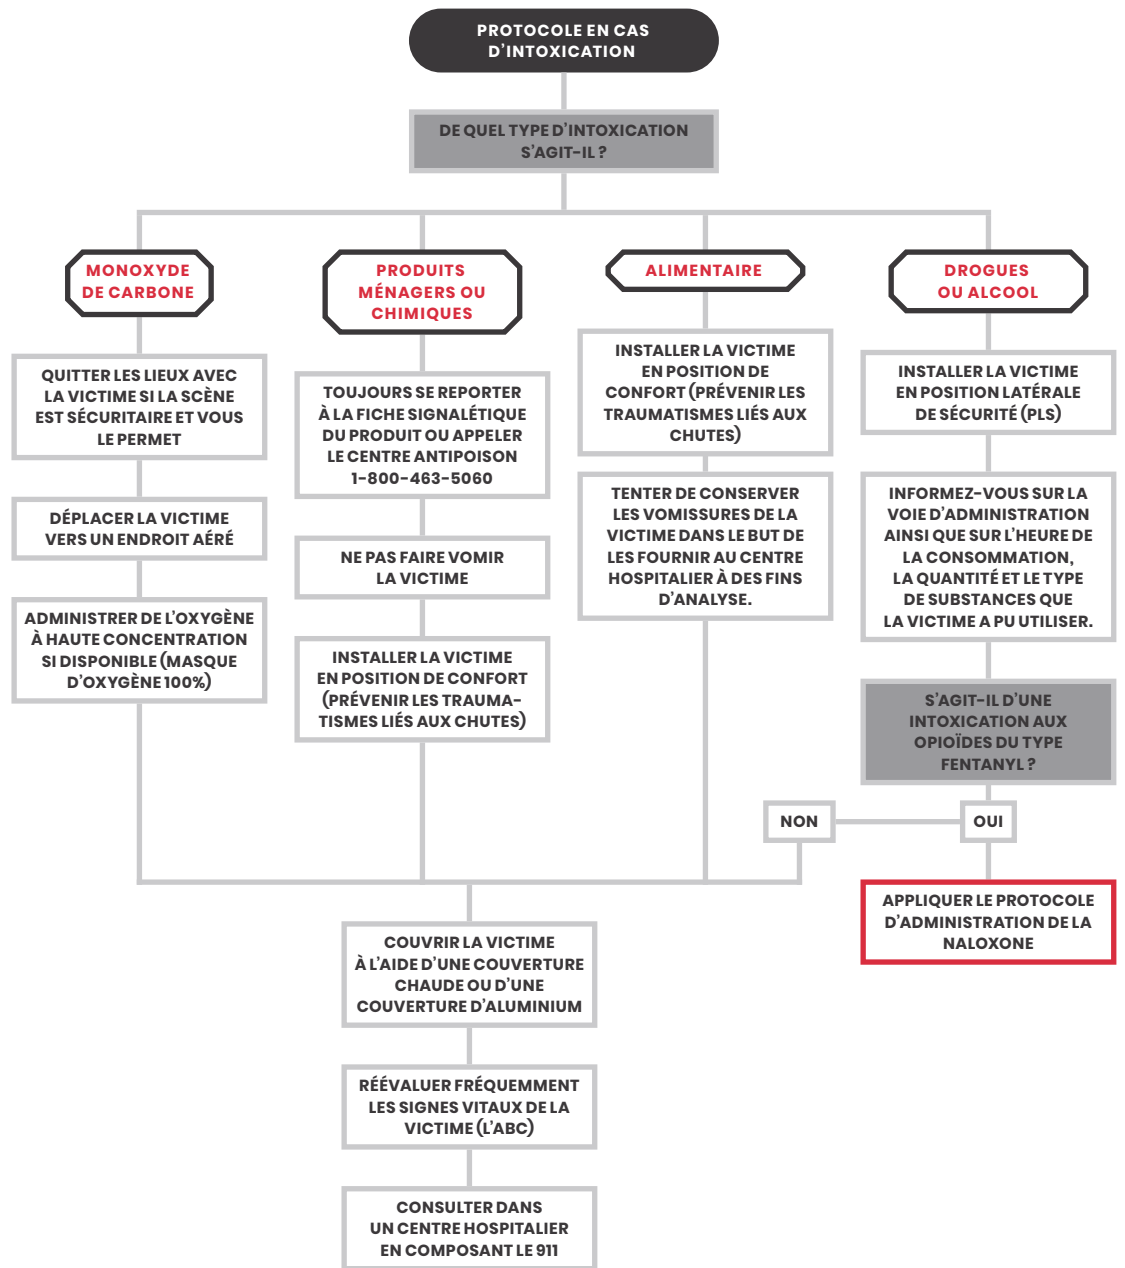 PROTOCOLE EN CAS
D'INTOXICATION
DE QUEL TYPE D'INTOXICATION
S'AGIT-IL ?
MONOXYDE
DE CARBONE
QUITTER LES LIEUX AVEC
LA VICTIME SI LA SCÈNE
EST SÉCURITAIRE ET VOUS
LE PERMET
DÉPLACER LA VICTIME
VERS UN ENDROIT AÉRÉ
ADMINISTRER DE L'OXYGÈNE
À HAUTE CONCENTRATION
SI DISPONIBLE (MASQUE
D'OXYGÈNE 100%)
PRODUITS
MÉNAGERS OU
CHIMIQUES
TOUJOURS SE REPORTER
À LA FICHE SIGNALÉTIQUE
DU PRODUIT OU APPELER
LE CENTRE ANTIPOISON
1-800-463-5060
NE PAS FAIRE VOMIR
LA VICTIME
INSTALLER LA VICTIME
EN POSITION DE CONFORT
(PRÉVENIR LES TRAUMA-
TISMES LIÉS AUX CHUTES)
ALIMENTAIRE
INSTALLER LA VICTIME
EN POSITION DE
CONFORT (PRÉVENIR LES
TRAUMATISMES LIÉS AUX
CHUTES)
TENTER DE CONSERVER
LES VOMISSURES DE LA
VICTIME DANS LE BUT DE
LES FOURNIR AU CENTRE
HOSPITALIER À DES FINS
D'ANALYSE.
DROGUES
OU ALCOOL
INSTALLER LA VICTIME
EN POSITION LATÉRALE
DE SÉCURITÉ (PLS)
INFORMEZ-VOUS SUR LA
VOIE D'ADMINISTRATION
AINSI QUE SUR L'HEURE DE
LA CONSOMMATION,
LA QUANTITÉ ET LE TYPE
DE SUBSTANCES QUE
LA VICTIME A PU UTILISER.
S'AGIT-IL D'UNE
INTOXICATION AUX
OPIOÏDES DU TYPE
FENTANYL ?
NON
OUI
APPLIQUER LE PROTOCOLE
D'ADMINISTRATION DE LA
NALOXONE
COUVRIR LA VICTIME
À L'AIDE D'UNE COUVERTURE
CHAUDE OU D'UNE
COUVERTURE D'ALUMINIUM
RÉÉVALUER FRÉQUEMMENT
LES SIGNES VITAUX DE LA
VICTIME (L'ABC)
CONSULTER DANS
UN CENTRE HOSPITALIER
EN COMPOSANT LE 911